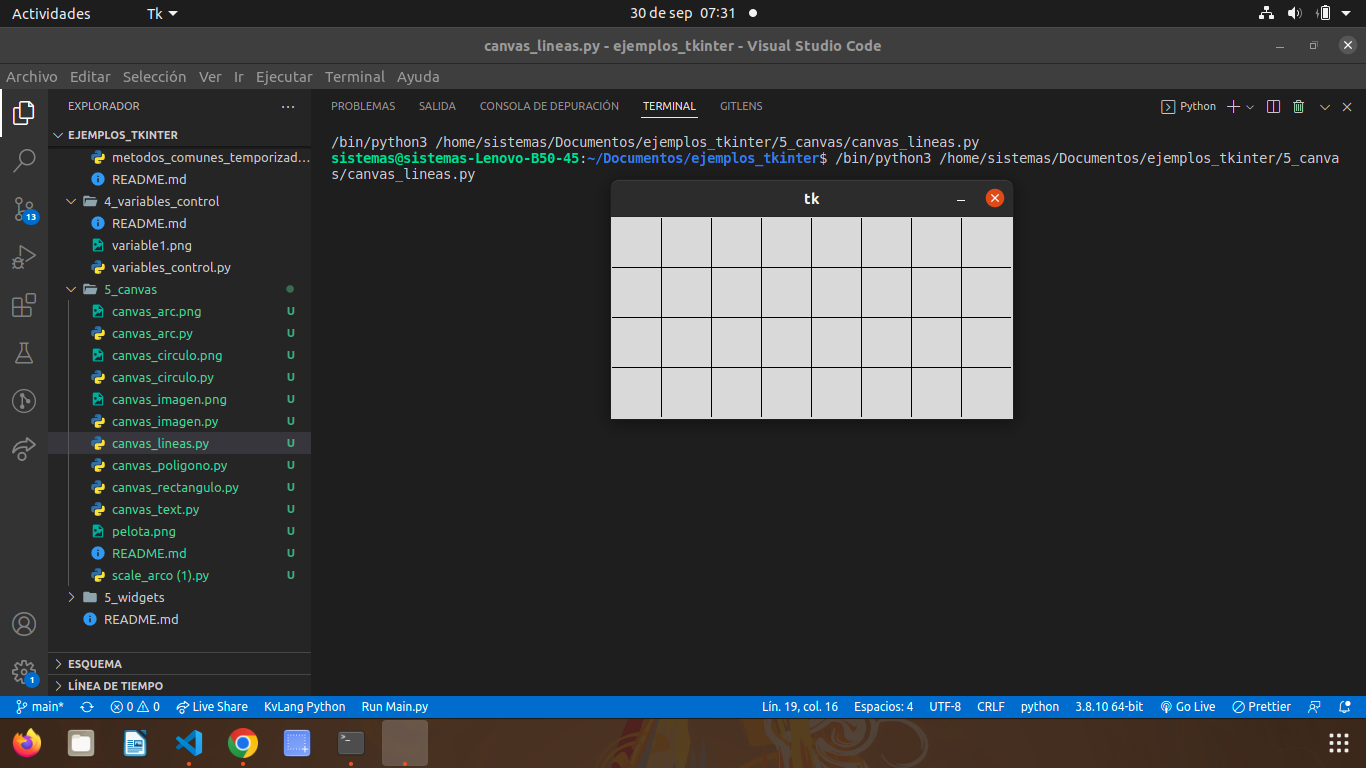 Actividades
Tk
30 de sep 07:31
canvas_lineas.py - ejemplos_tkinter - Visual Studio Code
Archivo Editar Selección Ver Ir Ejecutar Terminal Ayuda
EXPLORADOR
EJEMPLOS_TKINTER
metodos_comunes_temporizad...
README.md
4_variables_control
README.md
variable1.png
variables_control.py
5_canvas
canvas_arc.png U
canvas_arc.py U
canvas_circulo.png U
canvas_circulo.py U
canvas_imagen.png U
canvas_imagen.py U
canvas_lineas.py U
canvas_poligono.py U
canvas_rectangulo.py U
canvas_text.py U
pelota.png U
README.md U
scale_arco (1).py U
5_widgets
README.md
ESQUEMA
LÍNEA DE TIEMPO
13
1
PROBLEMAS SALIDA CONSOLA DE DEPURACIÓN TERMINAL GITLENS
Python
/bin/python3 /home/sistemas/Documentos/ejemplos_tkinter/5_canvas/canvas_lineas.py
sistemas@sistemas-Lenovo-B50-45:~/Documentos/ejemplos_tkinter$ /bin/python3 /home/sistemas/Documentos/ejemplos_tkinter/5_canva
s/canvas_lineas.py
tk
main* 0 0 Live Share KvLang Python Run Main.py
Lín. 19, col. 16 Espacios: 4 UTF-8 CRLF python 3.8.10 64-bit Go Live Prettier